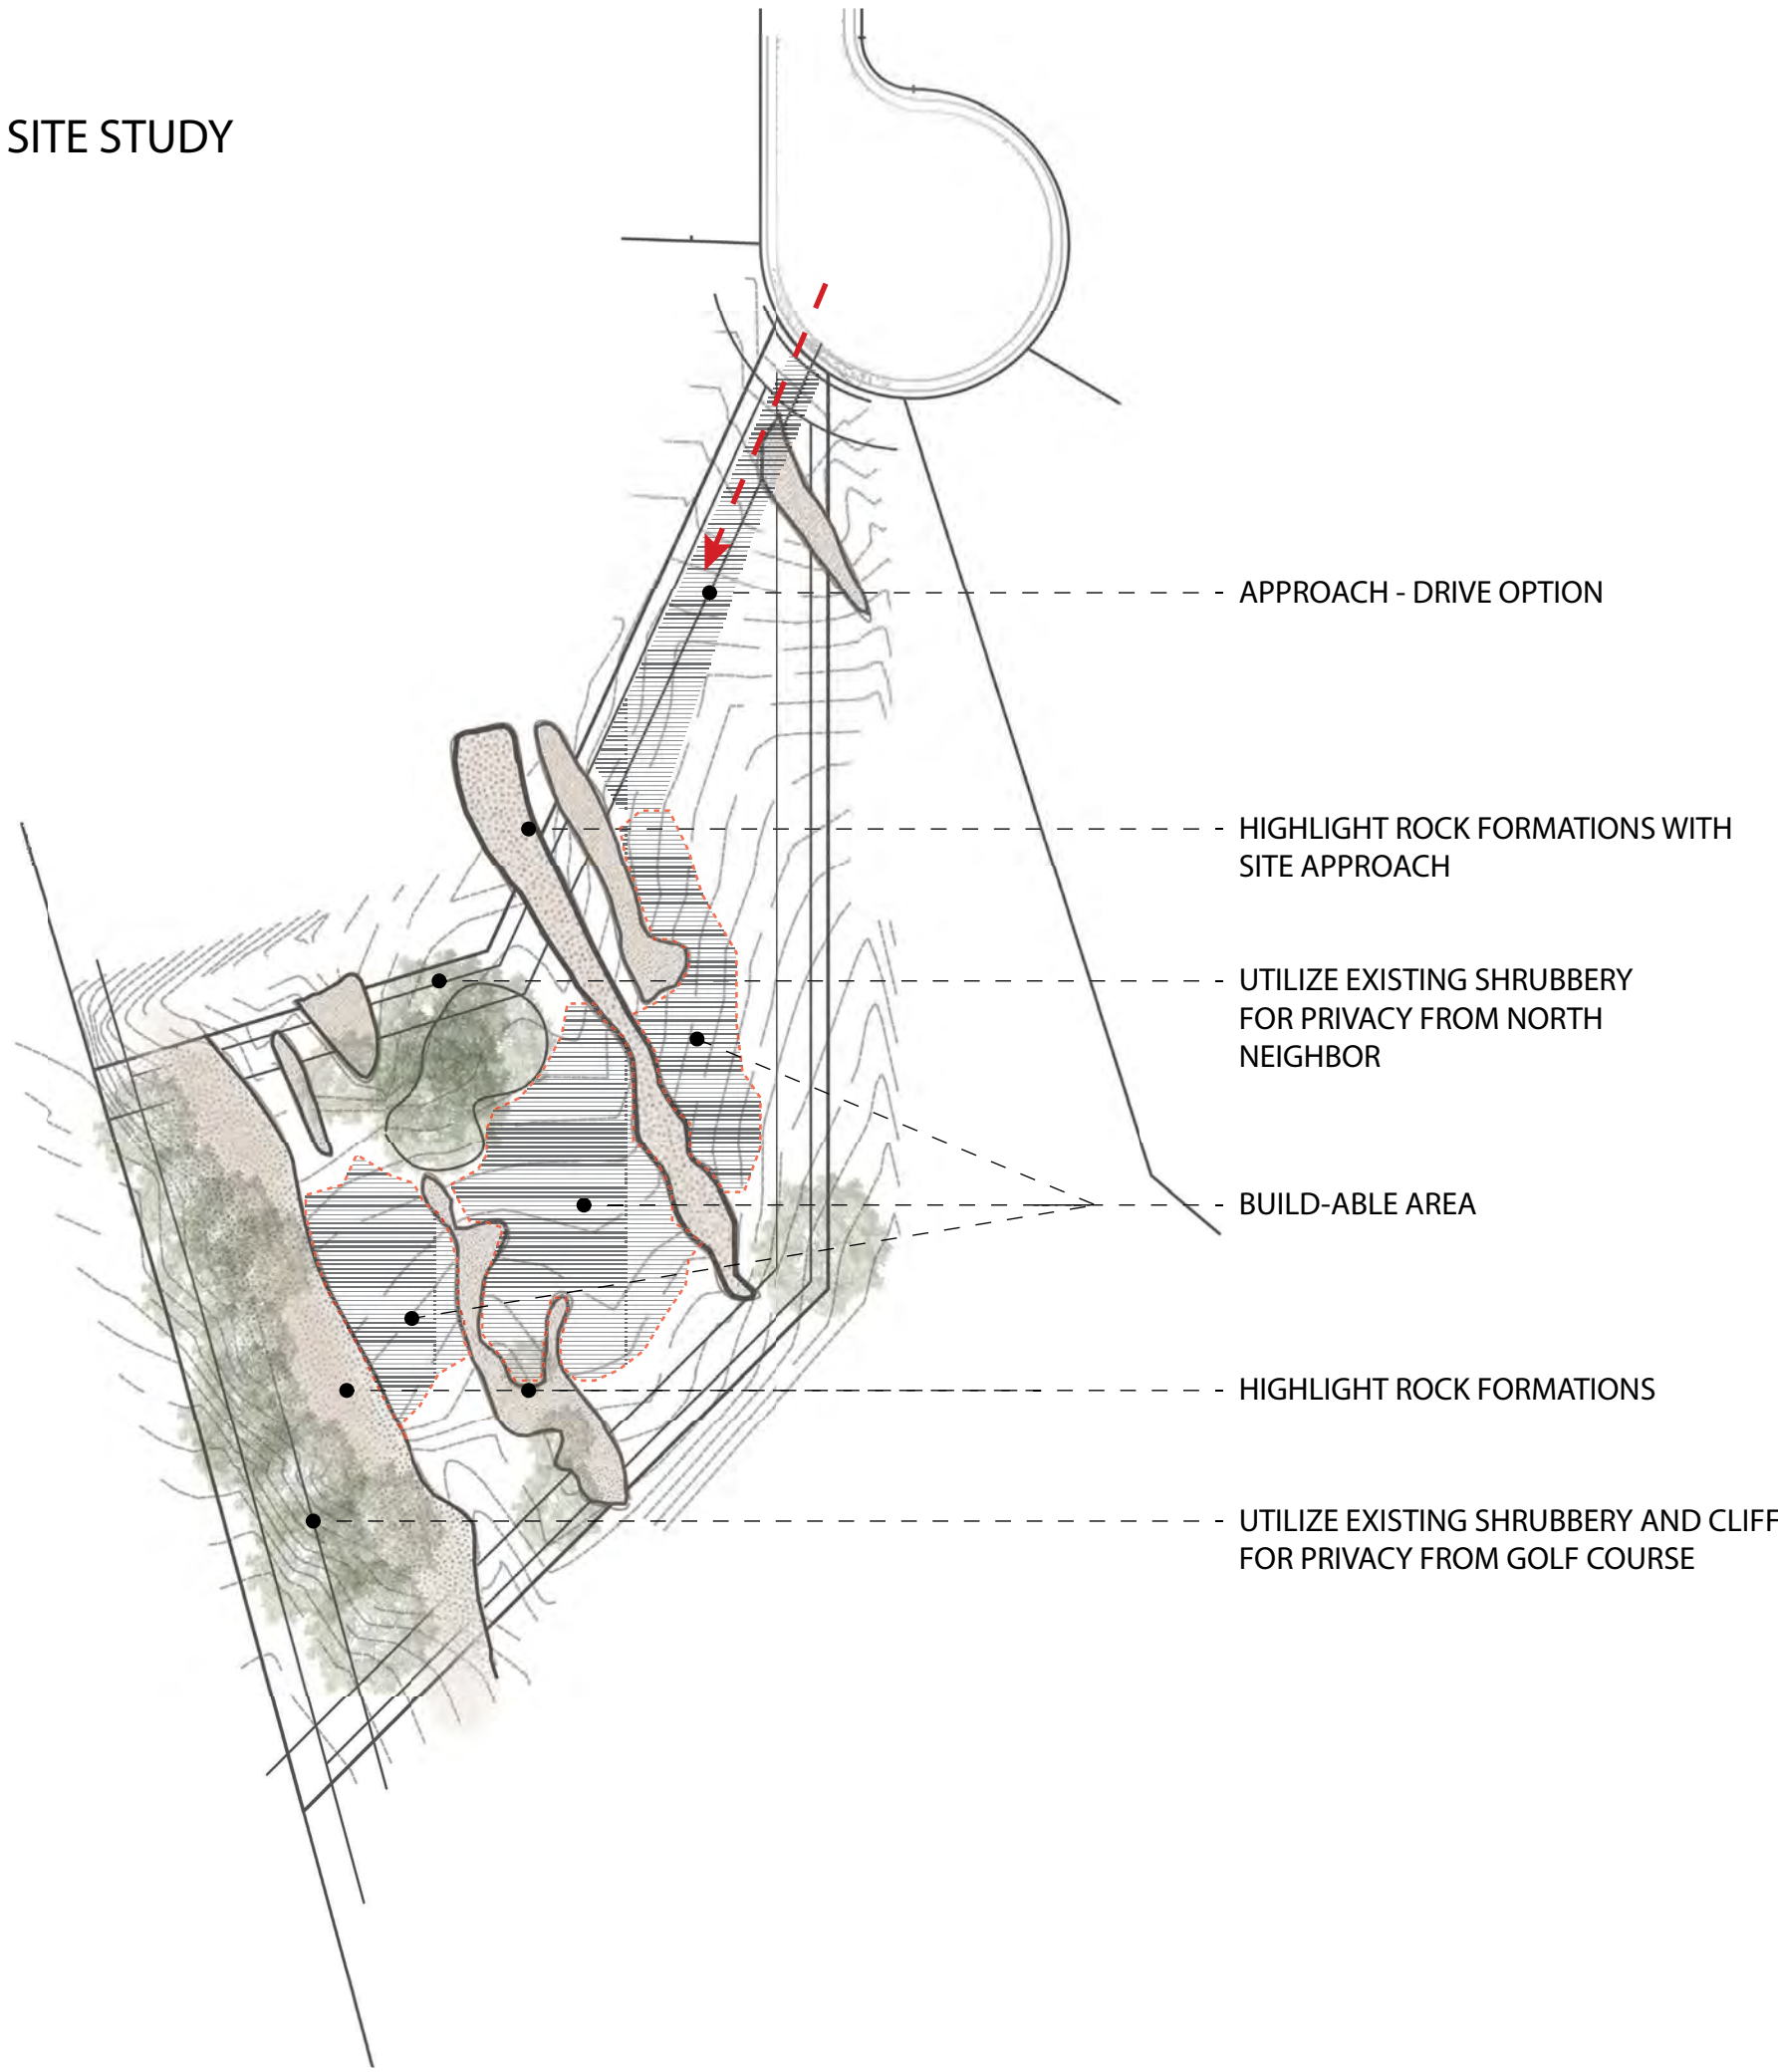 SITE STUDY
APPROACH - DRIVE OPTION
HIGHLIGHT ROCK FORMATIONS WITH
SITE APPROACH
UTILIZE EXISTING SHRUBBERY
FOR PRIVACY FROM NORTH
NEIGHBOR
BUILD-ABLE AREA
HIGHLIGHT ROCK FORMATIONS
UTILIZE EXISTING SHRUBBERY AND CLIFF
FOR PRIVACY FROM GOLF COURSE